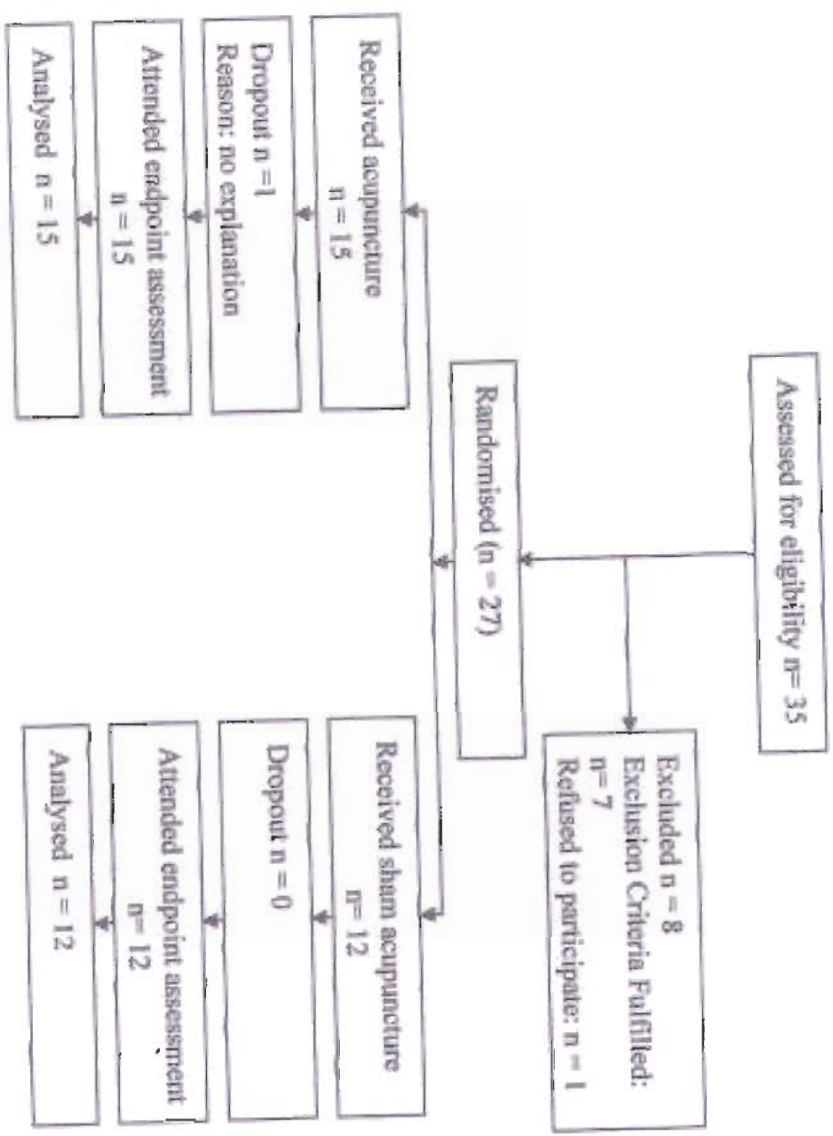 Assessed for eligibility n= 35
Excluded n = 8
Exclusion Criteria Fulfilled:
n= 7
Refused to participate: n = 1
Randomised (n = 27)
Received acupuncture
n = 15
Dropout n =1
Reason: no explanation
Attended endpoint assessment
n = 15
Analysed n = 15
Received sham acupuncture
n= 12
Dropout n = 0
Attended endpoint assessment
n= 12
Analysed n = 12